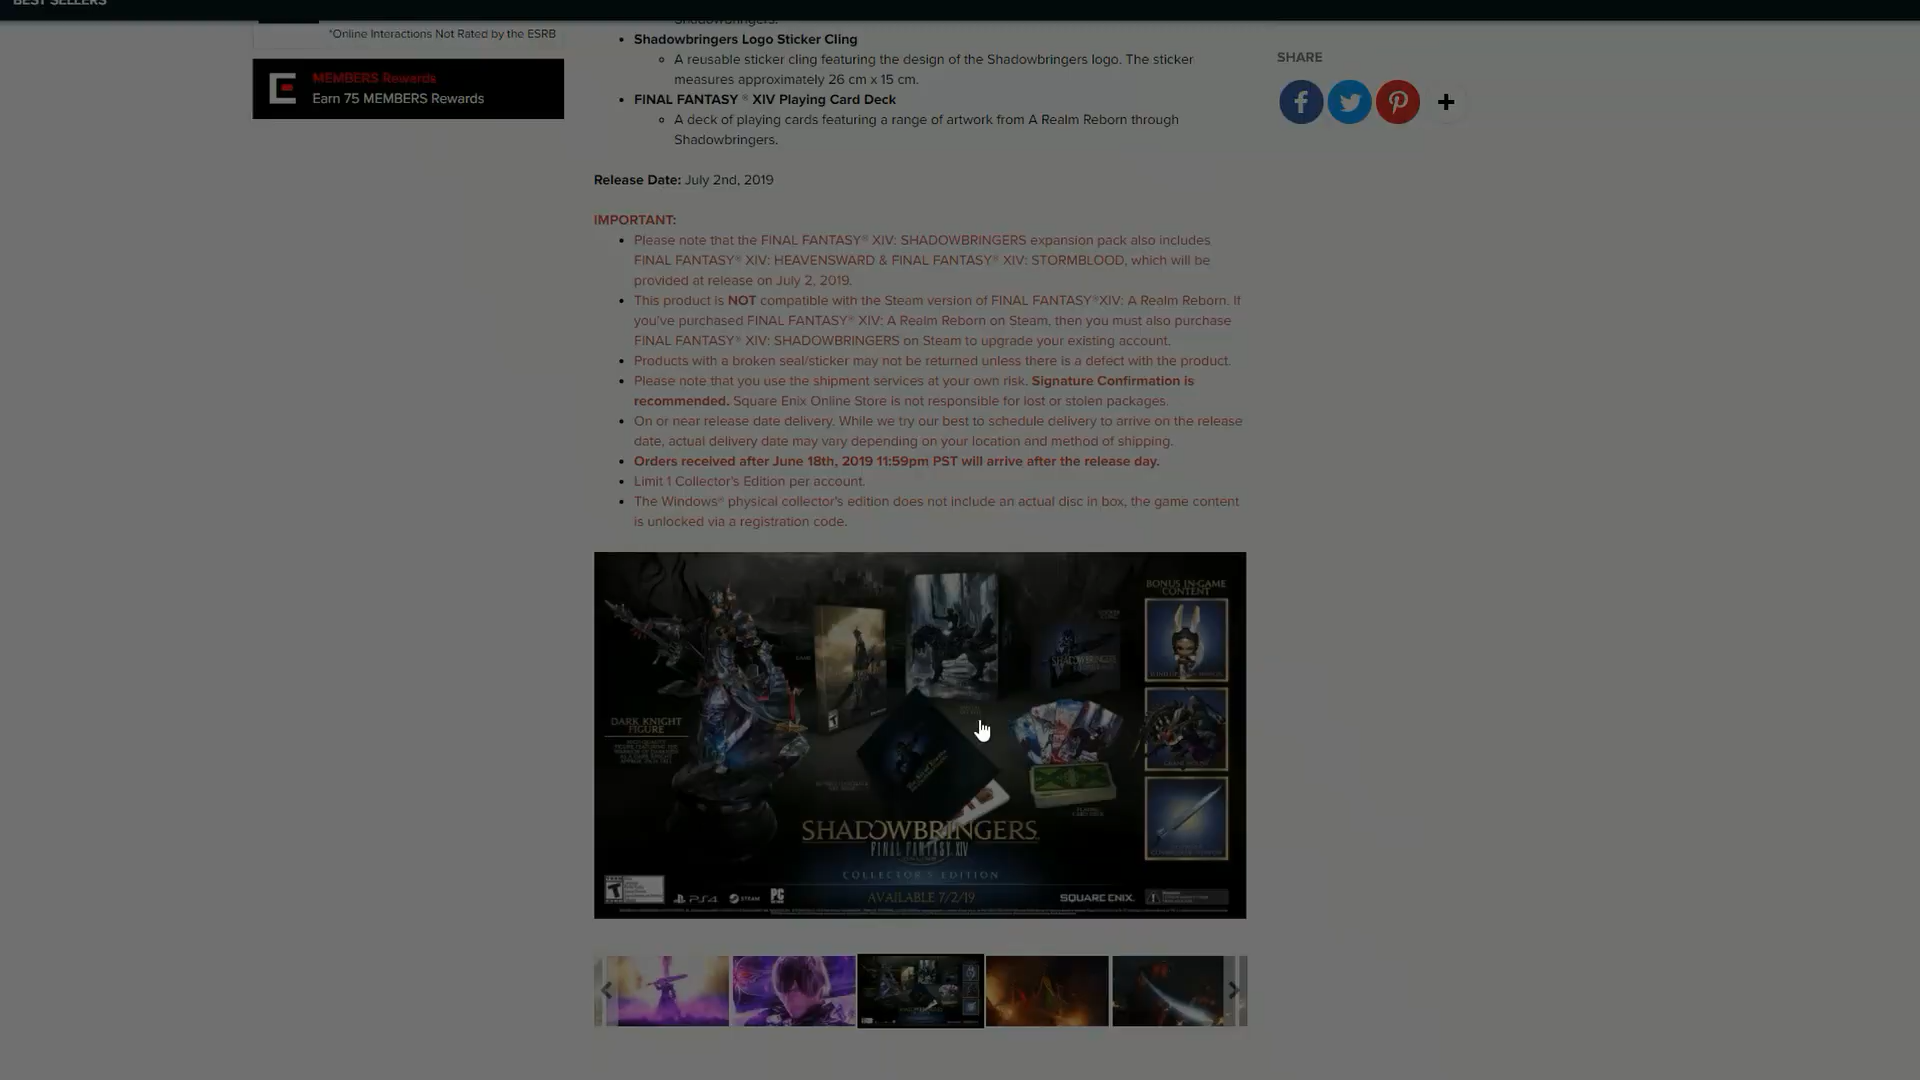 BEST SELLERS
*Online Interactions Not Rated by the ESRB
MEMBERS Rewards
Earn 75 MEMBERS Rewards
Shadowbringers.
• Shadowbringers Logo Sticker Cling
A reusable sticker cling featuring the design of the Shadowbringers logo. The sticker
measures approximately 26 cm x 15 cm.
• FINAL FANTASY ® XIV Playing Card Deck
A deck of playing cards featuring a range of artwork from A Realm Reborn through
Shadowbringers.
Release Date: July 2nd, 2019
IMPORTANT:
• Please note that the FINAL FANTASY® XIV: SHADOWBRINGERS expansion pack also includes
FINAL FANTASY® XIV: HEAVENSWARD & FINAL FANTASY® XIV: STORMBLOOD, which will be
provided at release on July 2, 2019.
• This product is NOT compatible with the Steam version of FINAL FANTASY®XIV: A Realm Reborn. If
you've purchased FINAL FANTASY® XIV: A Realm Reborn on Steam, then you must also purchase
FINAL FANTASY® XIV: SHADOWBRINGERS on Steam to upgrade your existing account.
• Products with a broken seal/sticker may not be returned unless there is a defect with the product.
• Please note that you use the shipment services at your own risk. Signature Confirmation is
recommended. Square Enix Online Store is not responsible for lost or stolen packages.
• On or near release date delivery. While we try our best to schedule delivery to arrive on the release
date, actual delivery date may vary depending on your location and method of shipping.
• Orders received after June 18th, 2019 11:59pm PST will arrive after the release day.
• Limit 1 Collector's Edition per account.
• The Windows® physical collector's edition does not include an actual disc in box, the game content
is unlocked via a registration code.
SHARE
BONUS IN-GAME
CONTENT
DARK KNIGHT
FIGURE
SHADOWBRINGERS
SHADOWBRINGERS
FINAL FANTASY XIV
COLLECTOR'S EDITION
AVAILABLE 7/2/19
T
PS4
STEAM
PC
SQUARE ENIX